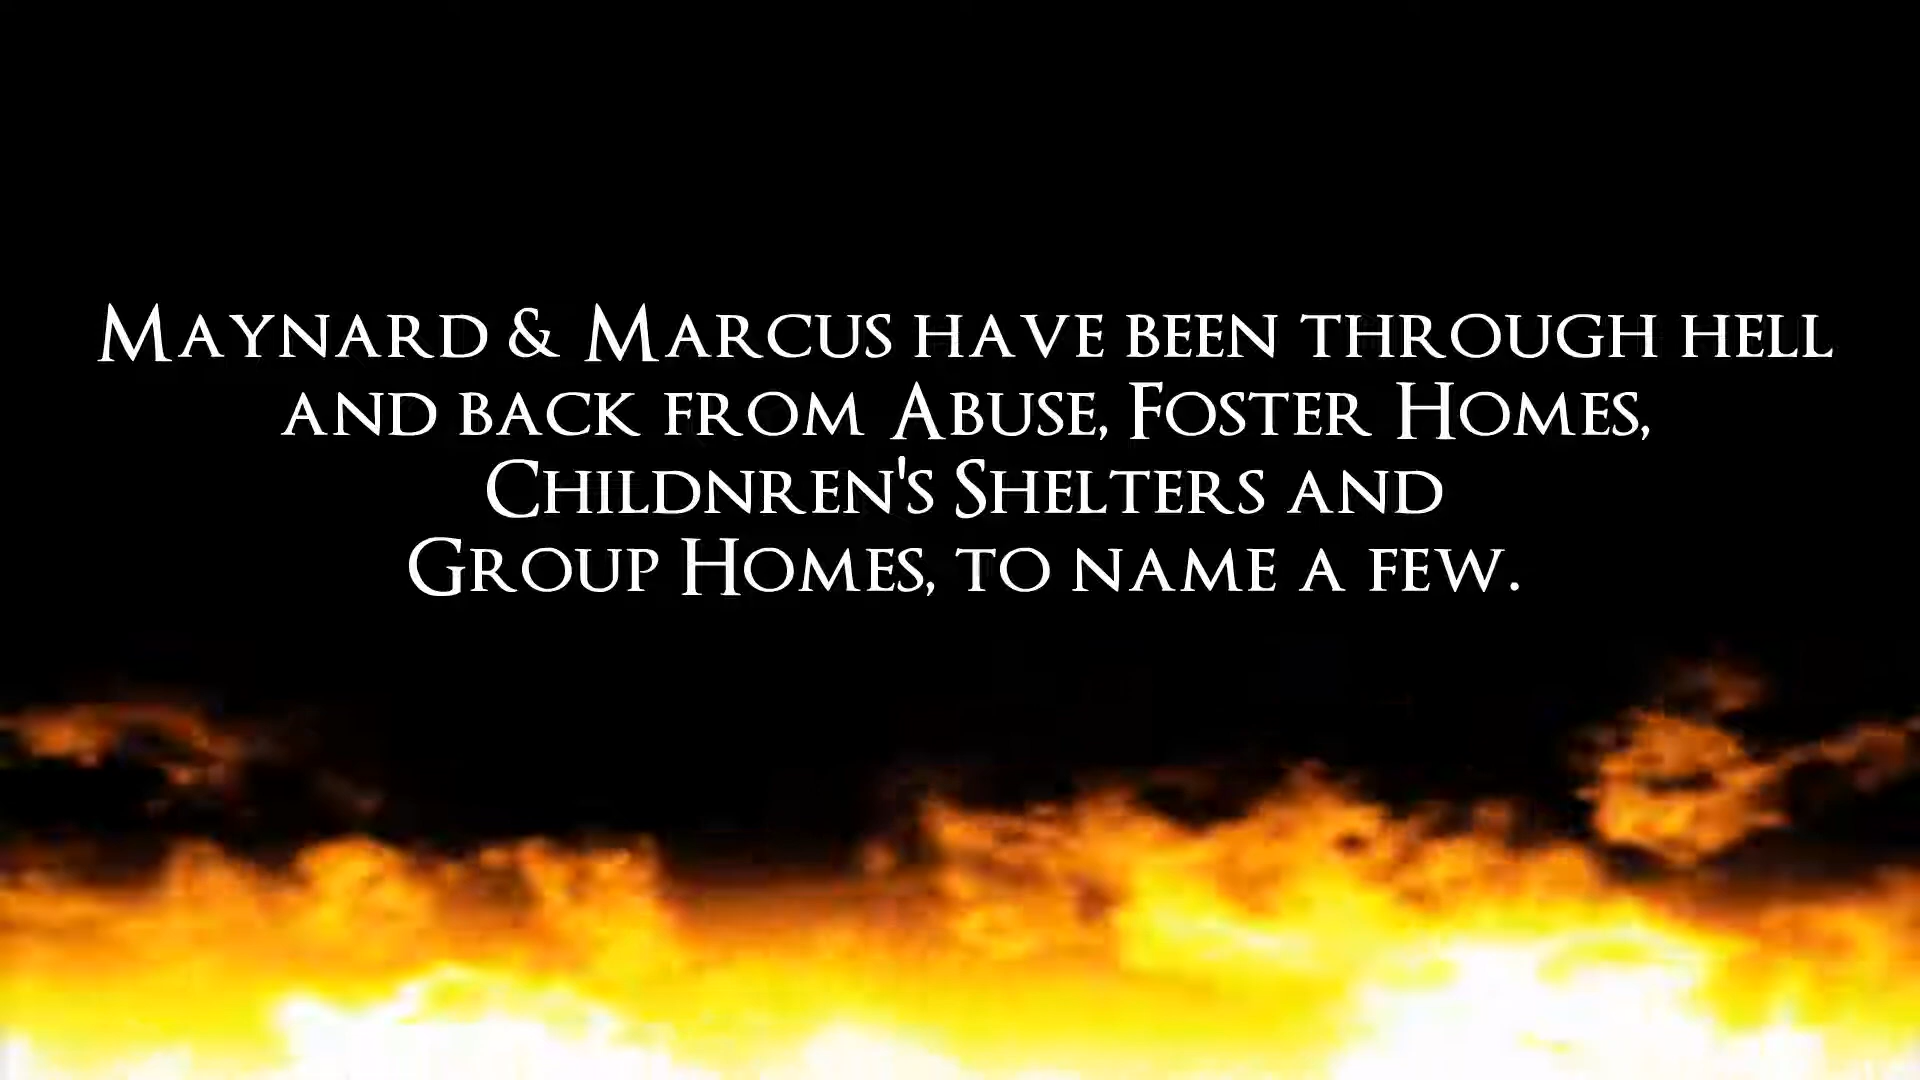 Maynard & Marcus have been through hell
and back from Abuse, Foster Homes,
Childnren's Shelters and
Group Homes, to name a few.